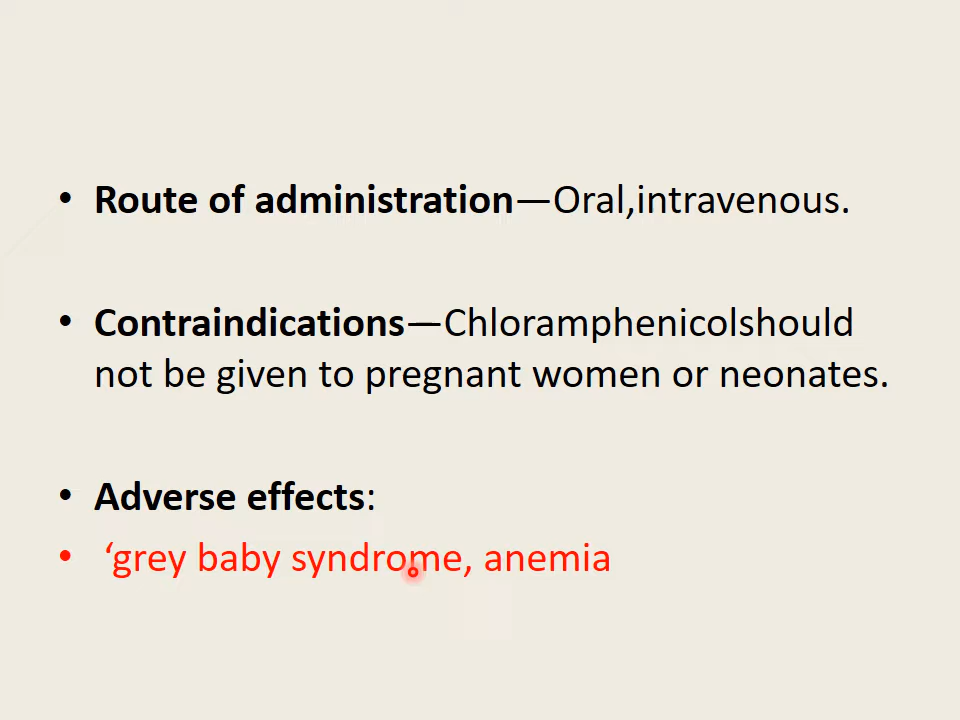 • Route of administration—Oral,intravenous.
• Contraindications—Chloramphenicolshould
not be given to pregnant women or neonates.
• Adverse effects:
• ‘grey baby syndrome, anemia